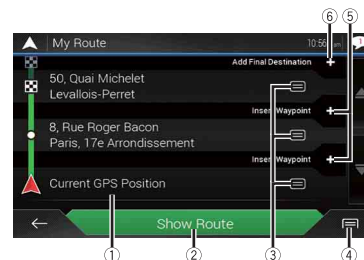 ⑥ ⑤
My Route 10:56 am
Add Final Destination +
50, Quai Michelet
Levallois-Perret
Insert Waypoint +
8, Rue Roger Bacon
Paris, 17e Arrondissement
Insert Waypoint +
Current GPS Position
Show Route
① ② ③ ④